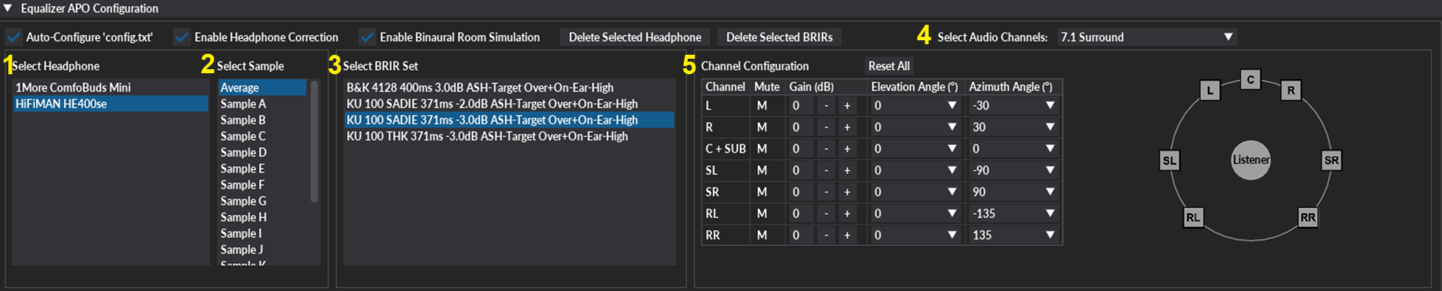 Equalizer APO Configuration
Auto-Configure 'config.txt' Enable Headphone Correction Enable Binaural Room Simulation Delete Selected Headphone Delete Selected BRIRs 4 Select Audio Channels: 7.1 Surround
1 Select Headphone
1More ComfoBuds Mini
HiFiMAN HE400se
2 Select Sample
Average
Sample A
Sample B
Sample C
Sample D
Sample E
Sample F
Sample G
Sample H
Sample I
Sample J
Sample K
3 Select BRIR Set
B&K 4128 400ms 3.0dB ASH-Target Over+On-Ear-High
KU 100 SADIE 371ms -2.0dB ASH-Target Over+On-Ear-High
KU 100 SADIE 371ms -3.0dB ASH-Target Over+On-Ear-High
KU 100 THK 371ms -3.0dB ASH-Target Over+On-Ear-High
5 Channel Configuration Reset All
Channel Mute Gain (dB) Elevation Angle (°) Azimuth Angle (°)
L M 0 - + 0 -30
R M 0 - + 0 30
C + SUB M 0 - + 0 0
SL M 0 - + 0 -90
SR M 0 - + 0 90
RL M 0 - + 0 -135
RR M 0 - + 0 135
C
L R
SL Listener SR
RL RR